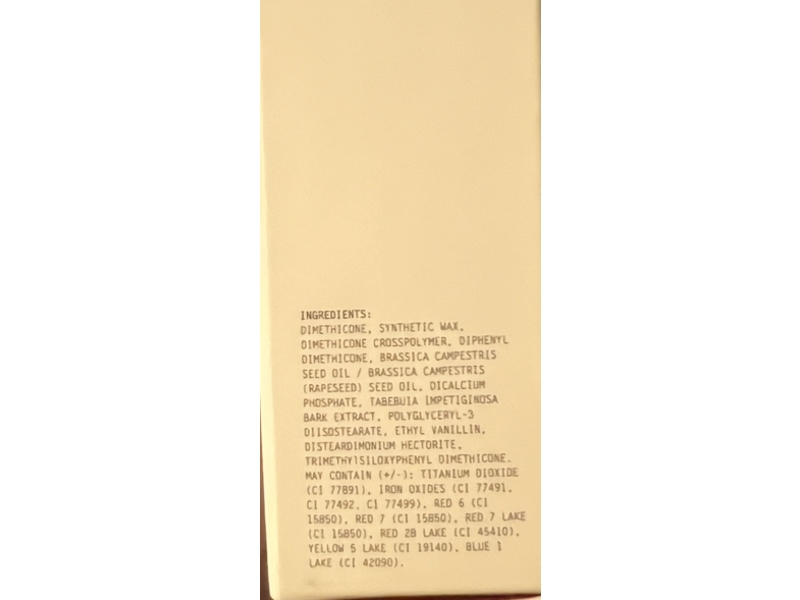 INGREDIENTS:
DIMETHICONE, SYNTHETIC WAX,
DIMETHICONE CROSSPOLYMER, DIPHENYL
DIMETHICONE, BRASSICA CAMPESTRIS
SEED OIL / BRASSICA CAMPESTRIS
(RAPESEED) SEED OIL, DICALCIUM
PHOSPHATE, TABEBUIA IMPETIGINOSA
BARK EXTRACT, POLYGLYCERYL-3
DIISOSTEARATE, ETHYL VANILLIN,
DISTEARDIMONIUM HECTORITE,
TRIMETHYLSILOXYPHENYL DIMETHICONE.
MAY CONTAIN (+/-): TITANIUM DIOXIDE
(CI 77891), IRON OXIDES (CI 77491,
CI 77492, CI 77499), RED 6 (CI
15850), RED 7 (CI 15850), RED 7 LAKE
(CI 15850), RED 28 LAKE (CI 45410),
YELLOW 5 LAKE (CI 19140), BLUE 1
LAKE (CI 42090).